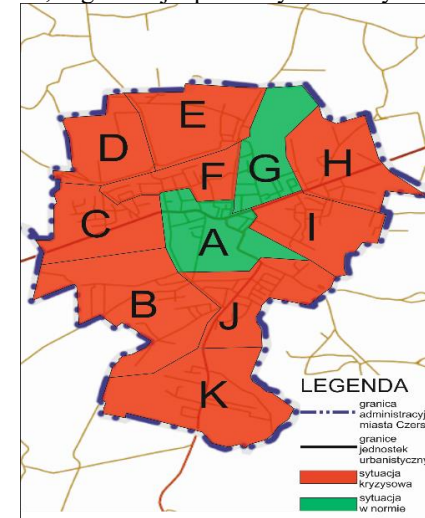 E
D
G
H
F
C
A
I
B
J
K
LEGENDA
granica
administracyj
miasta Czers
granice
jednostek
urbanistyczny
sytuacja
kryzysowa
sytuacja
w normie